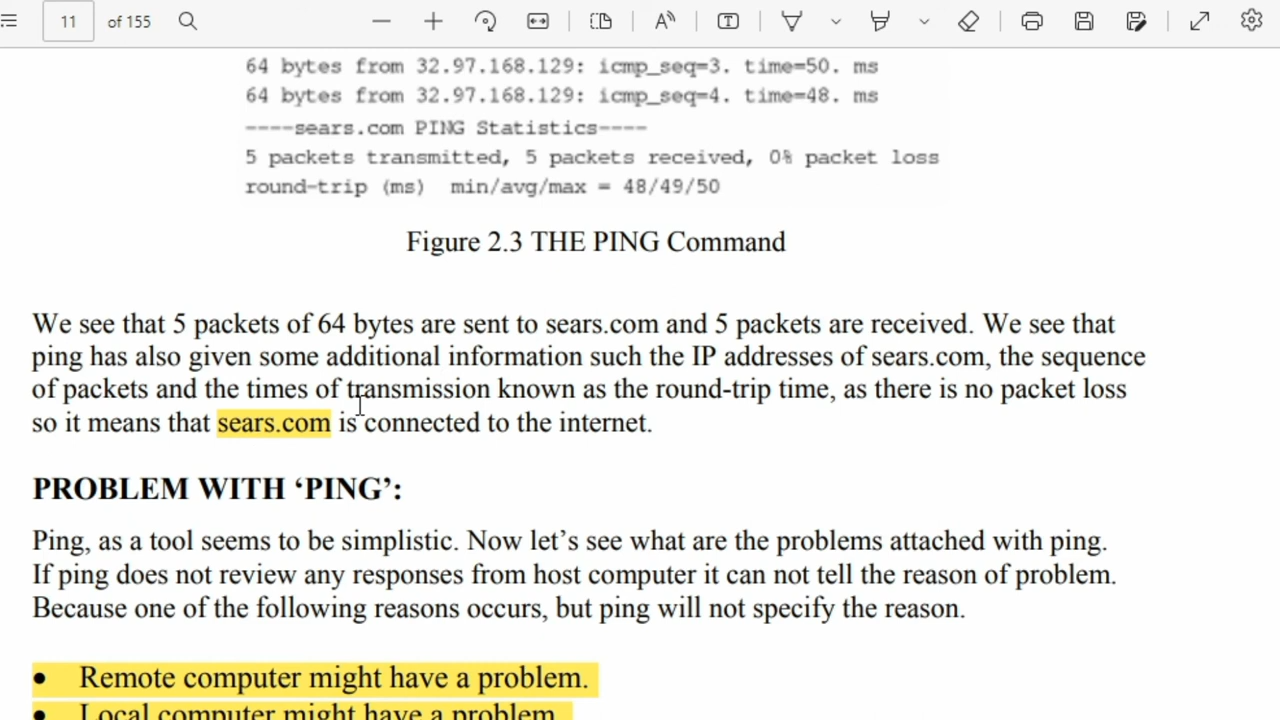 11 of 155
64 bytes from 32.97.168.129: icmp_seq=3. time=50. ms
64 bytes from 32.97.168.129: icmp_seq=4. time=48. ms
----sears.com PING Statistics----
5 packets transmitted, 5 packets received, 0% packet loss
round-trip (ms)  min/avg/max = 48/49/50
Figure 2.3 THE PING Command
We see that 5 packets of 64 bytes are sent to sears.com and 5 packets are received. We see that
ping has also given some additional information such the IP addresses of sears.com, the sequence
of packets and the times of transmission known as the round-trip time, as there is no packet loss
so it means that sears.com is connected to the internet.
PROBLEM WITH ‘PING’:
Ping, as a tool seems to be simplistic. Now let’s see what are the problems attached with ping.
If ping does not review any responses from host computer it can not tell the reason of problem.
Because one of the following reasons occurs, but ping will not specify the reason.
• Remote computer might have a problem.
• Local computer might have a problem.